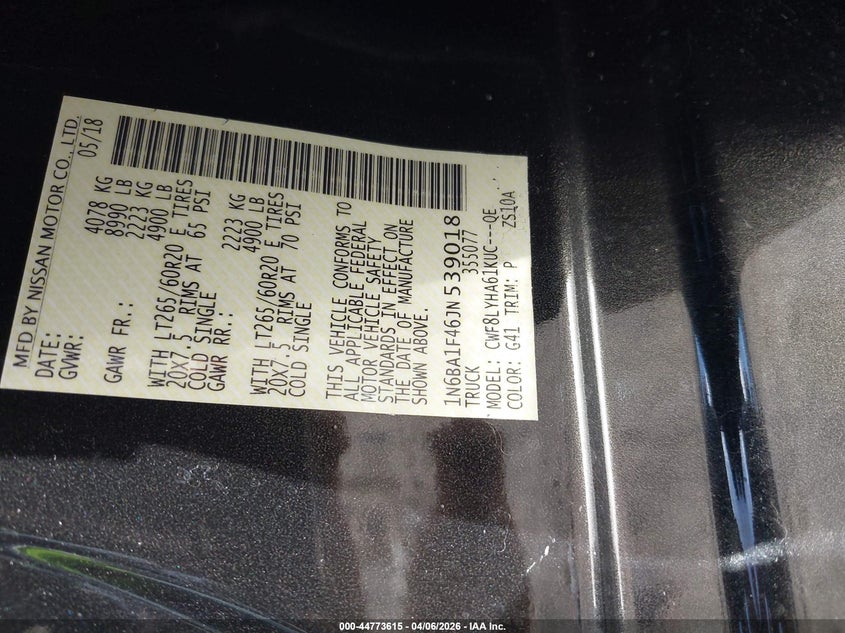 MFD BY NISSAN MOTOR CO., LTD.
DATE: 05/18
GVWR: 4078 KG
8990 LB
GAWR FR.: 2223 KG
4900 LB
WITH LT265/60R20 E TIRES
20X7.5 RIMS AT 65 PSI
COLD SINGLE
GAWR RR.: 2223 KG
4900 LB
WITH LT265/60R20 E TIRES
20X7.5 RIMS AT 70 PSI
COLD SINGLE
THIS VEHICLE CONFORMS TO
ALL APPLICABLE FEDERAL
MOTOR VEHICLE SAFETY
STANDARDS IN EFFECT ON
THE DATE OF MANUFACTURE
SHOWN ABOVE.
1N6BA1F46JN539018
TRUCK 355077
MODEL: CWF8LYHA61KUC---QE
COLOR: G41 TRIM: P ZS10A
000-44773615 - 04/06/2026 - IAA Inc.